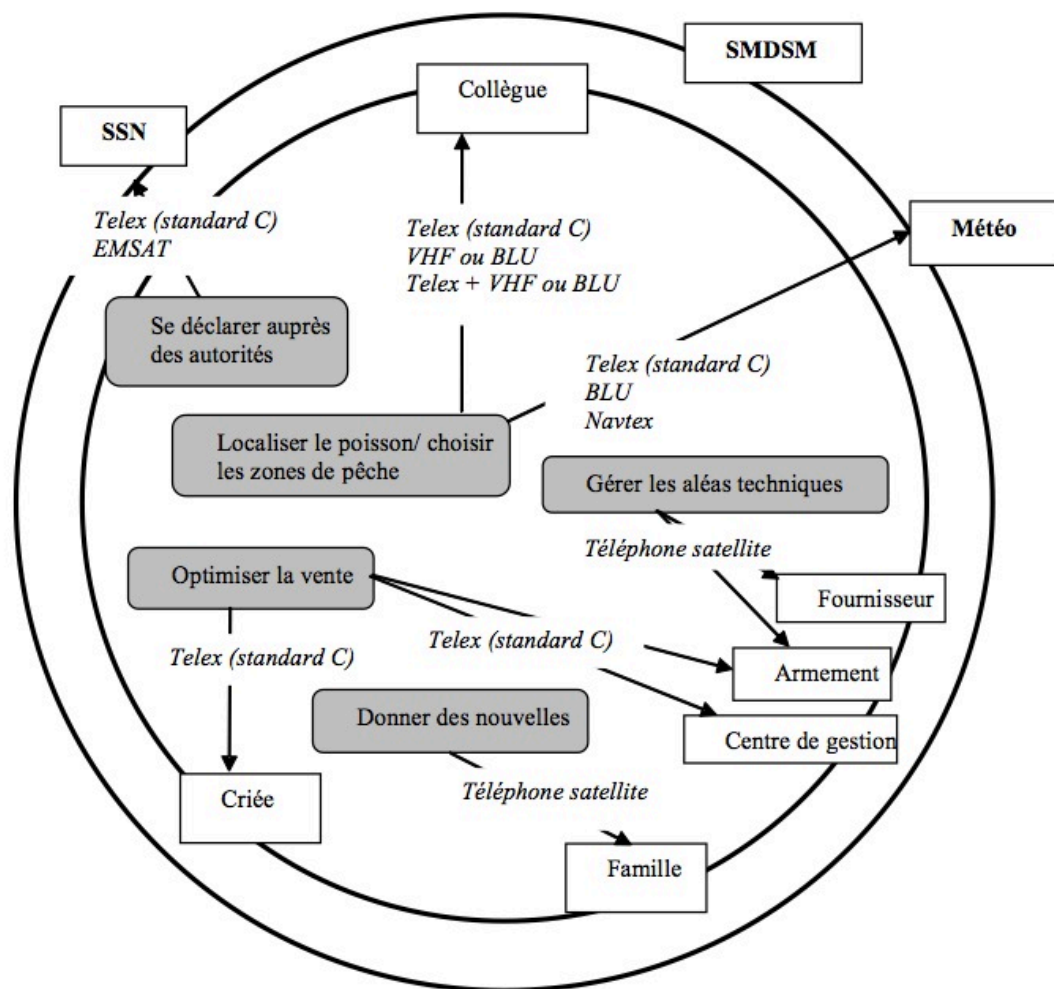 SMDSM
Collègue
SSN
Telex (standard C)
EMSAT
Telex (standard C)
VHF ou BLU
Telex + VHF ou BLU
Météo
Se déclarer auprès
des autorités
Telex (standard C)
BLU
Navtex
Localiser le poisson/ choisir
les zones de pêche
Gérer les aléas techniques
Téléphone satellite
Optimiser la vente
Fournisseur
Telex (standard C)
Telex (standard C)
Armement
Donner des nouvelles
Centre de gestion
Criée
Téléphone satellite
Famille